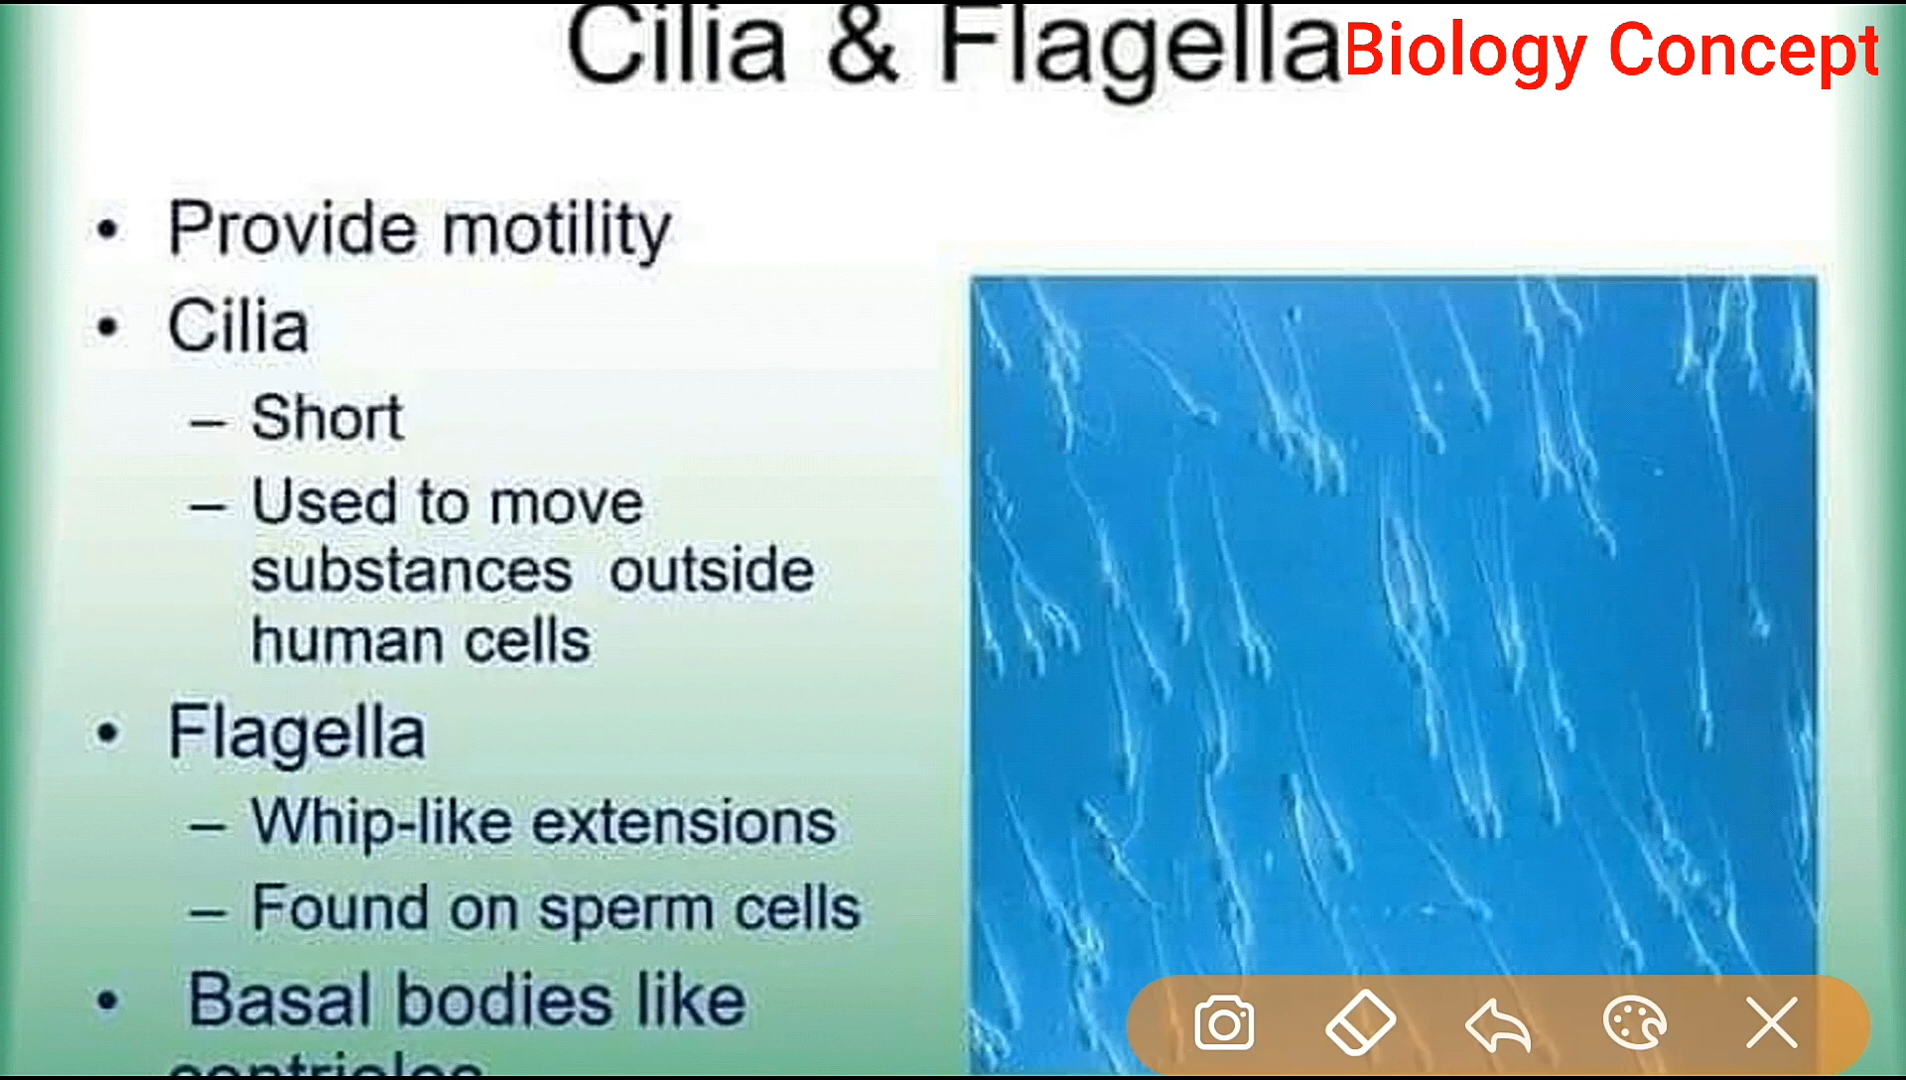 Cilia & Flagella
Biology Concept
• Provide motility
• Cilia
– Short
– Used to move
substances outside
human cells
• Flagella
– Whip-like extensions
– Found on sperm cells
• Basal bodies like
centrioles